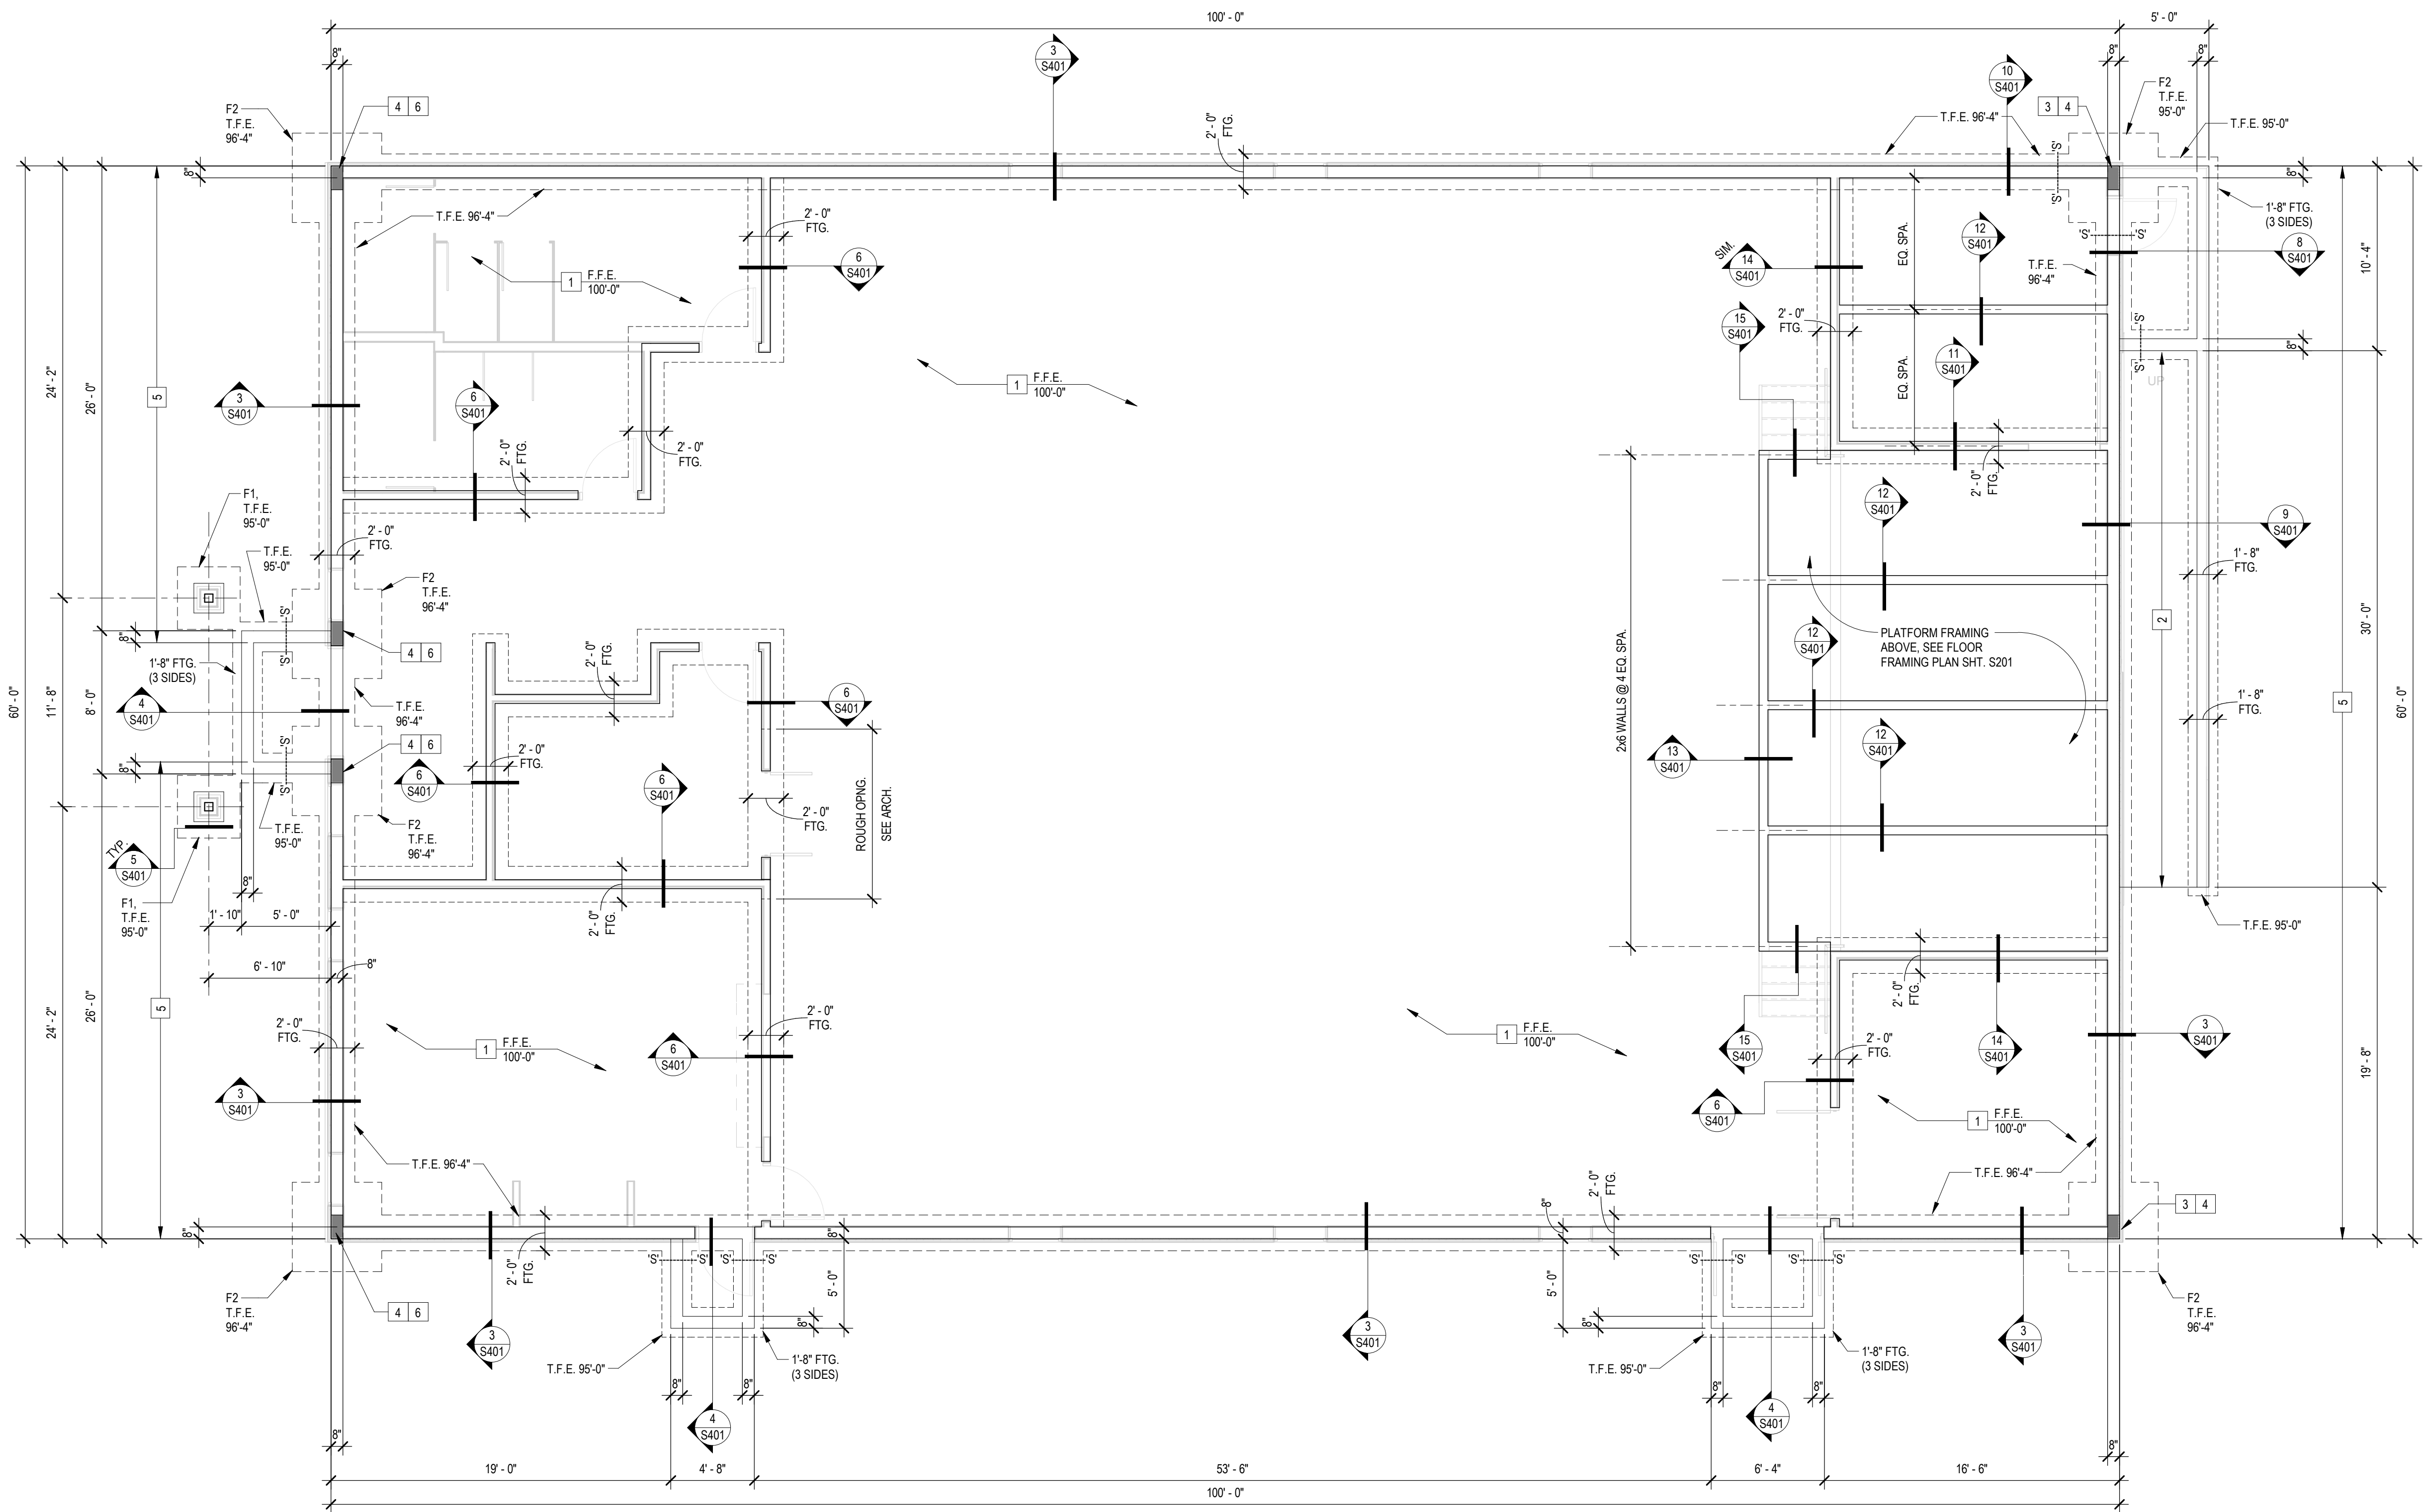 100' - 0"
5' - 0"
8"
8"
8"
3
S401
10
S401
F2
T.F.E.
96'-4"
4 6
2' - 0"
FTG.
T.F.E. 96'-4"
'S'
'S'
3 4
F2
T.F.E.
95'-0"
T.F.E. 95'-0"
8"
8"
T.F.E. 96'-4"
2' - 0"
FTG.
6
S401
1 F.F.E.
100'-0"
SIM.
14
S401
EQ. SPA.
12
S401
'S' 'S'
T.F.E.
96'-4"
1'-8" FTG.
(3 SIDES)
8
S401
10' - 4"
15
S401
2' - 0"
FTG.
'S'
'S'
8"
24' - 2"
26' - 0"
5
3
S401
6
S401
1 F.F.E.
100'-0"
EQ. SPA.
11
S401
UP
2' - 0"
FTG.
2' - 0"
FTG.
2' - 0"
FTG.
F1,
T.F.E.
95'-0"
2' - 0"
FTG.
T.F.E.
95'-0"
12
S401
9
S401
F2
T.F.E.
96'-4"
1' - 8"
FTG.
'S'
'S'
8"
4 6
1'-8" FTG.
(3 SIDES)
2' - 0"
FTG.
2x6 WALLS @ 4 EQ. SPA.
12
S401
PLATFORM FRAMING
ABOVE, SEE FLOOR
FRAMING PLAN SHT. S201
2
30' - 0"
60' - 0"
11' - 8"
8' - 0"
4
S401
T.F.E.
96'-4"
6
S401
1' - 8"
FTG.
5
60' - 0"
4 6
'S'
'S'
8"
2' - 0"
FTG.
6
S401
6
S401
12
S401
13
S401
2' - 0"
FTG.
ROUGH OPNG.
SEE ARCH.
T.F.E.
95'-0"
F2
T.F.E.
96'-4"
TYP.
5
S401
8"
F1,
T.F.E.
95'-0"
1' - 10"
5' - 0"
2' - 0"
FTG.
T.F.E. 95'-0"
6' - 10"
8"
2' - 0"
FTG.
24' - 2"
26' - 0"
5
2' - 0"
FTG.
2' - 0"
FTG.
1 F.F.E.
100'-0"
6
S401
1 F.F.E.
100'-0"
15
S401
2' - 0"
FTG.
14
S401
3
S401
19' - 8"
3
S401
6
S401
1 F.F.E.
100'-0"
T.F.E. 96'-4"
T.F.E. 96'-4"
3 4
8"
2' - 0"
FTG.
8"
8"
2' - 0"
FTG.
'S' 'S' 'S' 'S'
'S' 'S' 'S' 'S'
F2
T.F.E.
96'-4"
4 6
5' - 0"
8"
5' - 0"
8"
F2
T.F.E.
96'-4"
3
S401
T.F.E. 95'-0"
1'-8" FTG.
(3 SIDES)
3
S401
T.F.E. 95'-0"
1'-8" FTG.
(3 SIDES)
3
S401
8"
8"
8"
8"
4
S401
4
S401
8"
8"
19' - 0"
4' - 8"
53' - 6"
6' - 4"
16' - 6"
100' - 0"